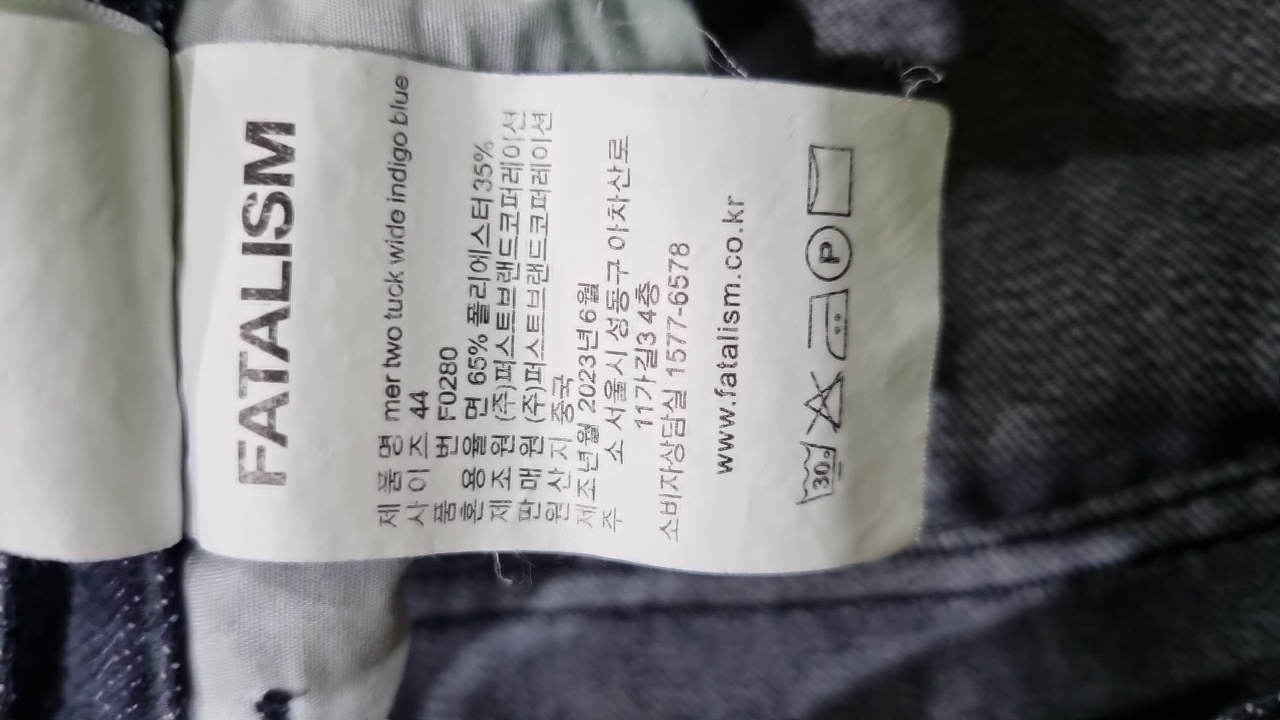 FATALISM
제 품 명 mer two tuck wide indigo blue
사 이 즈 44
품 번 F0280
혼 용 율 면 65% 폴리에스터35%
제 조 원 (주)퍼스트브랜드코퍼레이션
판 매 원 (주)퍼스트브랜드코퍼레이션
원 산 지 중국
제조년월 2023년 6월
주 소 서울시 성동구 아차산로
11가길3 4층
소비자상담실 1577-6578
www.fatalism.co.kr
30 P